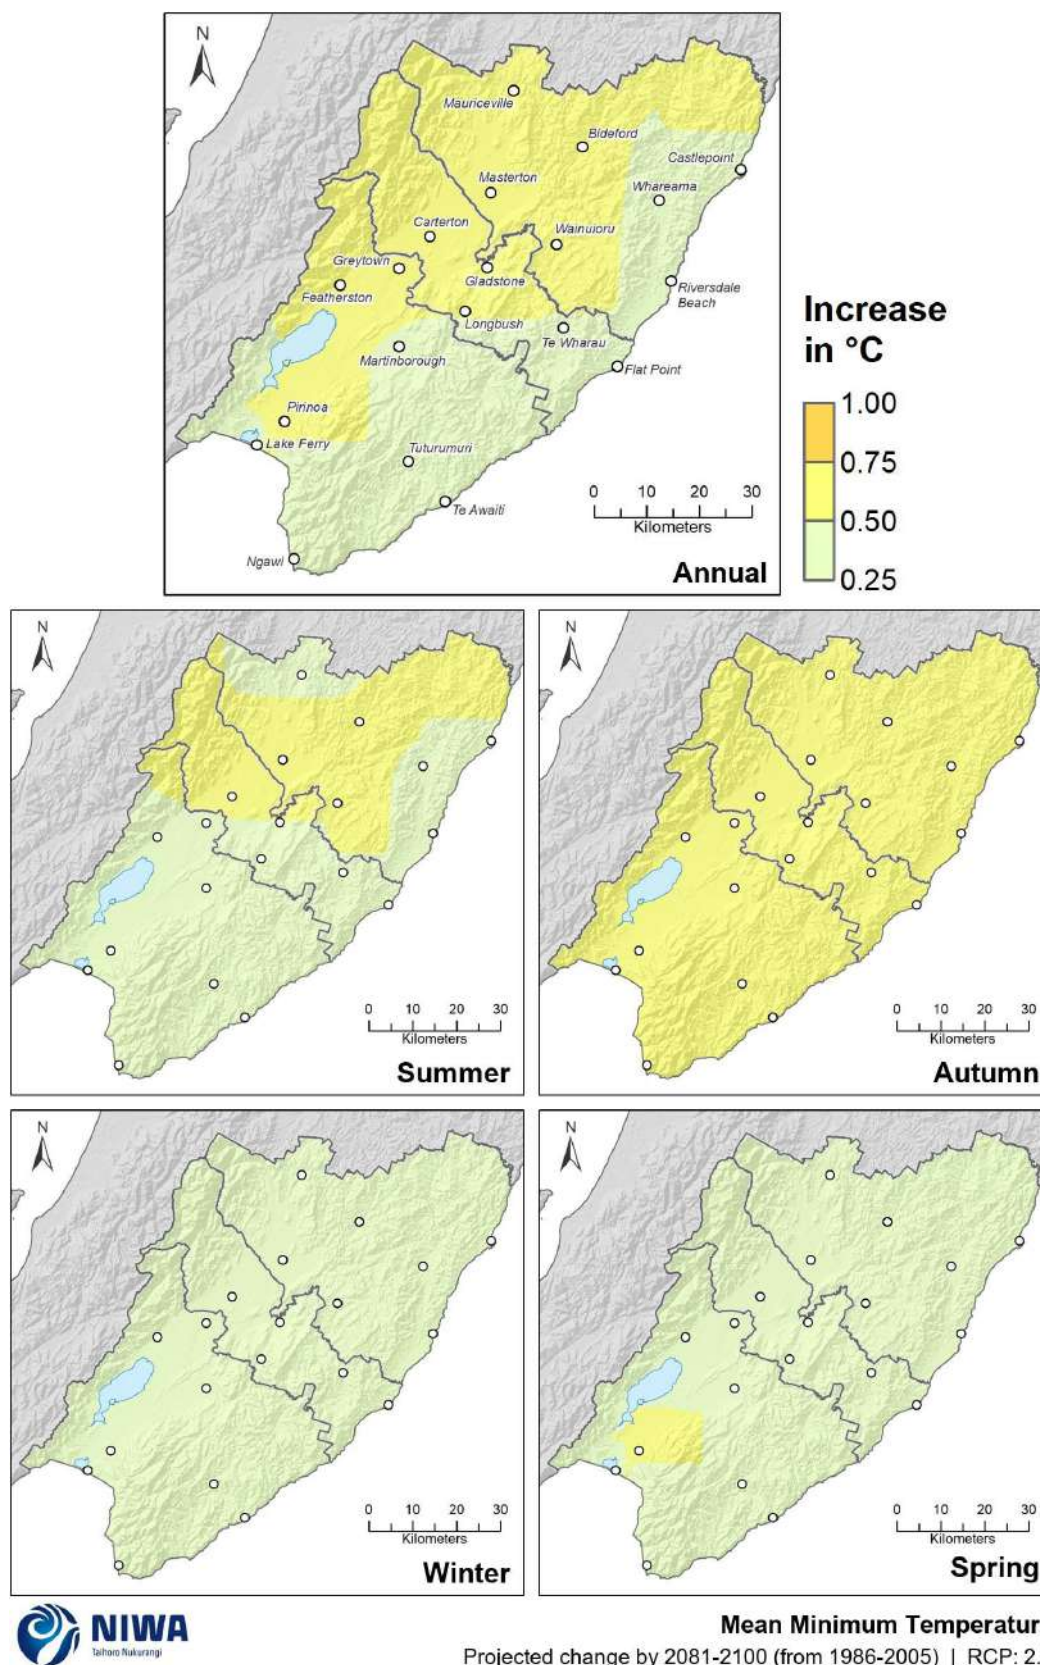 N
Mauriceville
Bideford
Castlepoint
Masterton
Whareama
Carterton
Wainuioru
Greytown
Gladstone
Featherston
Riversdale
Beach
Longbush
Te Wharau
Martinborough
Flat Point
Pirinoa
Lake Ferry
Tuturumuri
Te Awaiti
Ngawi
0 10 20 30
Kilometers
Annual
Increase
in °C
1.00
0.75
0.50
0.25
N
0 10 20 30
Kilometers
Summer
N
0 10 20 30
Kilometers
Autumn
N
0 10 20 30
Kilometers
Winter
N
0 10 20 30
Kilometers
Spring
NIWA
Taihoro Nukurangi
Mean Minimum Temperatur
Projected change by 2081-2100 (from 1986-2005) | RCP: 2.